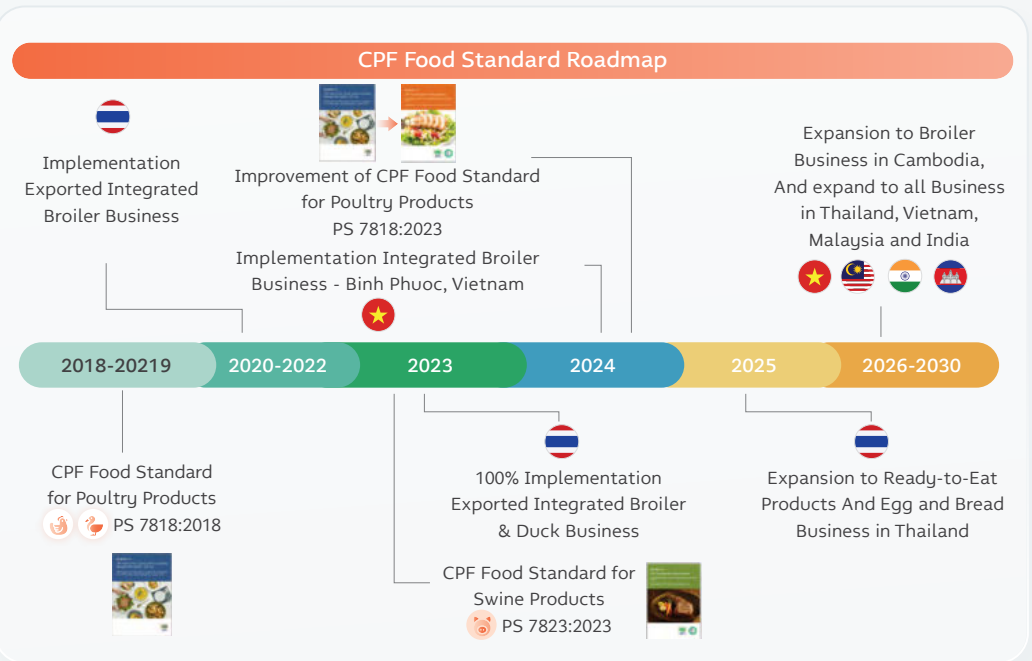 CPF Food Standard Roadmap
Implementation
Exported Integrated
Broiler Business
Improvement of CPF Food Standard
for Poultry Products
PS 7818:2023
Implementation Integrated Broiler
Business - Binh Phuoc, Vietnam
Expansion to Broiler
Business in Cambodia,
And expand to all Business
in Thailand, Vietnam,
Malaysia and India
2018-20219
2020-2022
2023
2024
2025
2026-2030
CPF Food Standard
for Poultry Products
PS 7818:2018
100% Implementation
Exported Integrated Broiler
& Duck Business
CPF Food Standard for
Swine Products
PS 7823:2023
Expansion to Ready-to-Eat
Products And Egg and Bread
Business in Thailand